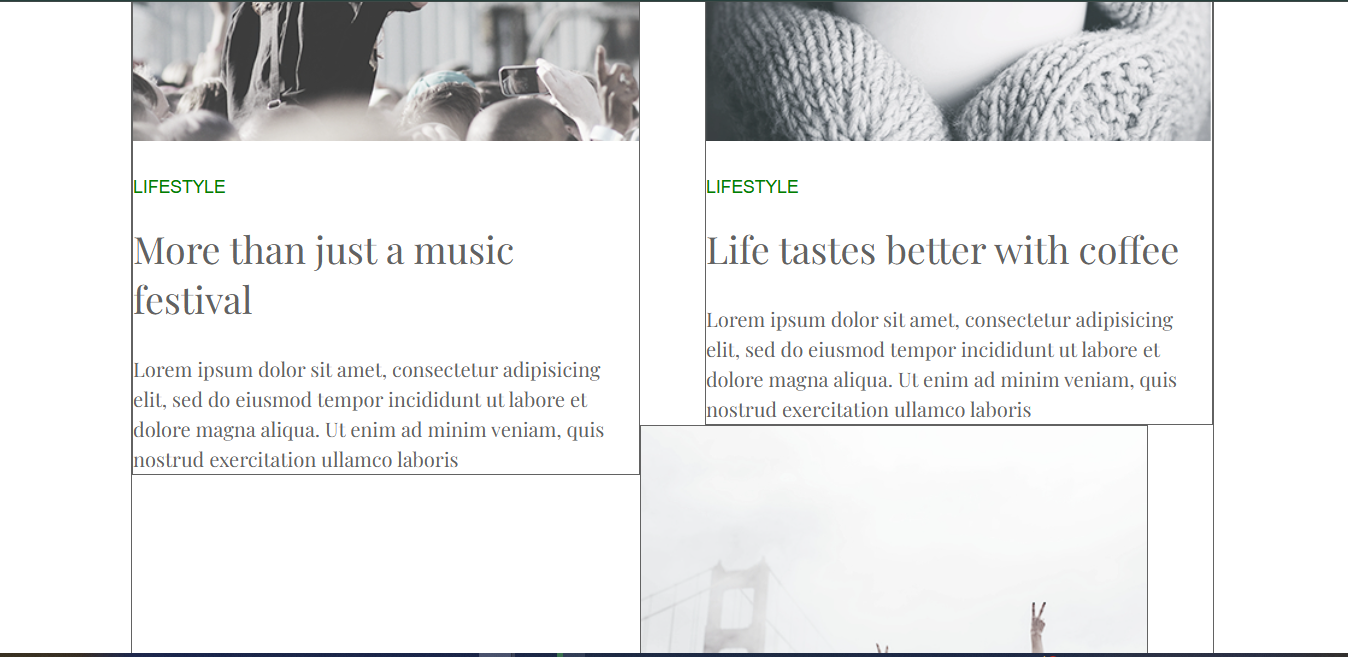 LIFESTYLE
More than just a music
festival
Lorem ipsum dolor sit amet, consectetur adipisicing
elit, sed do eiusmod tempor incididunt ut labore et
dolore magna aliqua. Ut enim ad minim veniam, quis
nostrud exercitation ullamco laboris
LIFESTYLE
Life tastes better with coffee
Lorem ipsum dolor sit amet, consectetur adipisicing
elit, sed do eiusmod tempor incididunt ut labore et
dolore magna aliqua. Ut enim ad minim veniam, quis
nostrud exercitation ullamco laboris